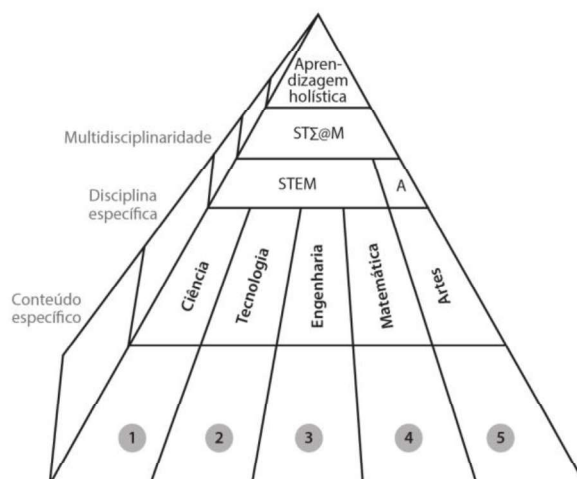 Apren-
dizagem
holística
Multidisciplinaridade
STΣ@M
Disciplina
específica
STEM
A
Conteúdo
específico
Ciência
Tecnologia
Engenharia
Matemática
Artes
1
2
3
4
5